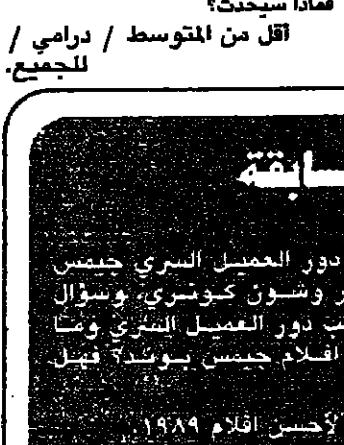 فماذا سيحدث؟
أقل من المتوسط / درامي /
للجميع.
سابقة
دور العميل السري جيمس
وشون كونري، وسؤال
دور العميل السري وما
افلام جيمس بوند؟ فهل
لأحسن افلام ١٩٨٩.